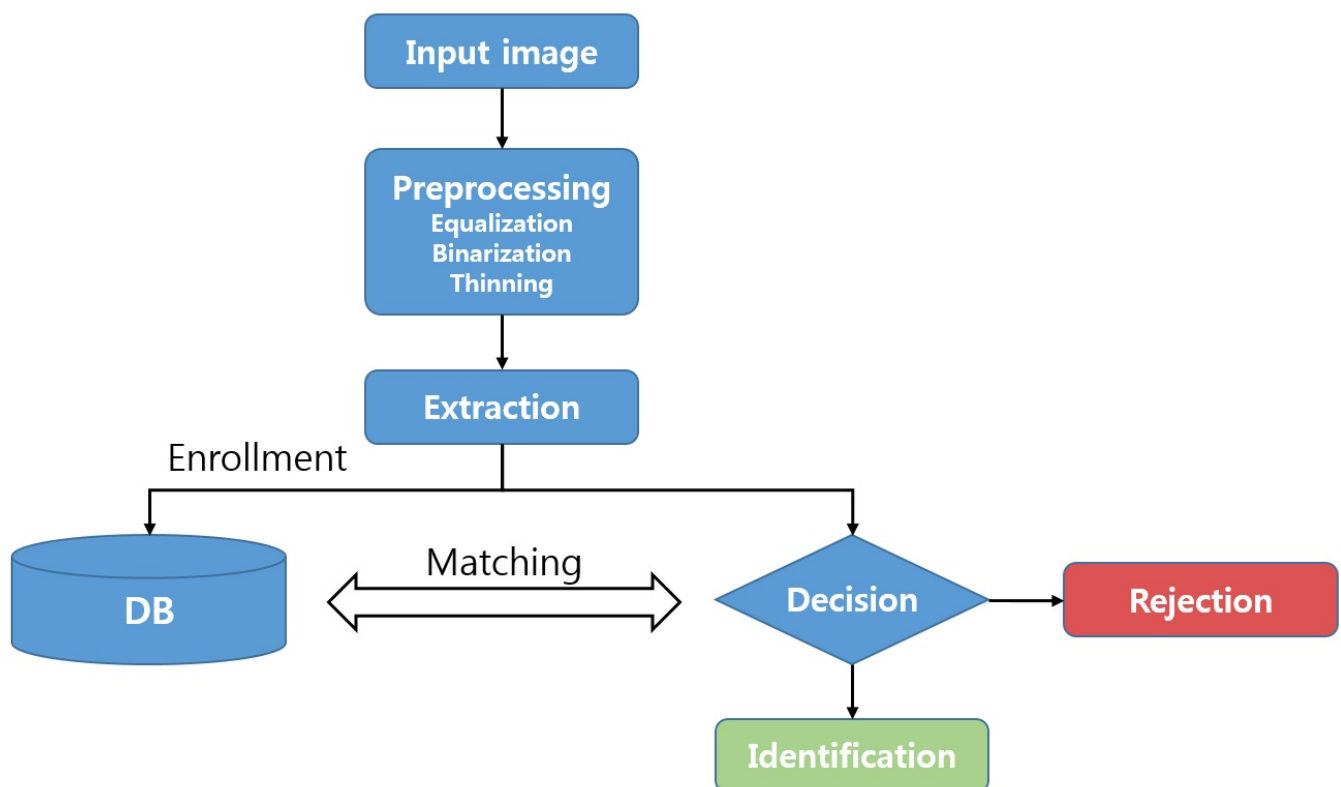 Input image
Preprocessing
Equalization
Binarization
Thinning
Extraction
Enrollment
Matching
DB
Decision
Rejection
Identification